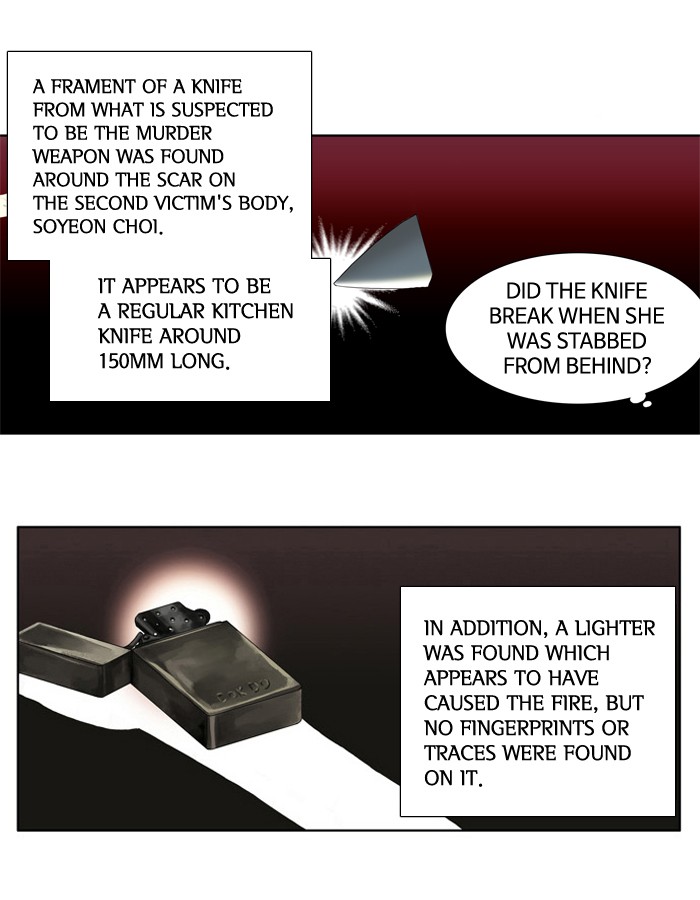 A FRAMENT OF A KNIFE
FROM WHAT IS SUSPECTED
TO BE THE MURDER
WEAPON WAS FOUND
AROUND THE SCAR ON
THE SECOND VICTIM'S BODY,
SOYEON CHOI.
IT APPEARS TO BE
A REGULAR KITCHEN
KNIFE AROUND
150MM LONG.
DID THE KNIFE
BREAK WHEN SHE
WAS STABBED
FROM BEHIND?
IN ADDITION, A LIGHTER
WAS FOUND WHICH
APPEARS TO HAVE
CAUSED THE FIRE, BUT
NO FINGERPRINTS OR
TRACES WERE FOUND
ON IT.